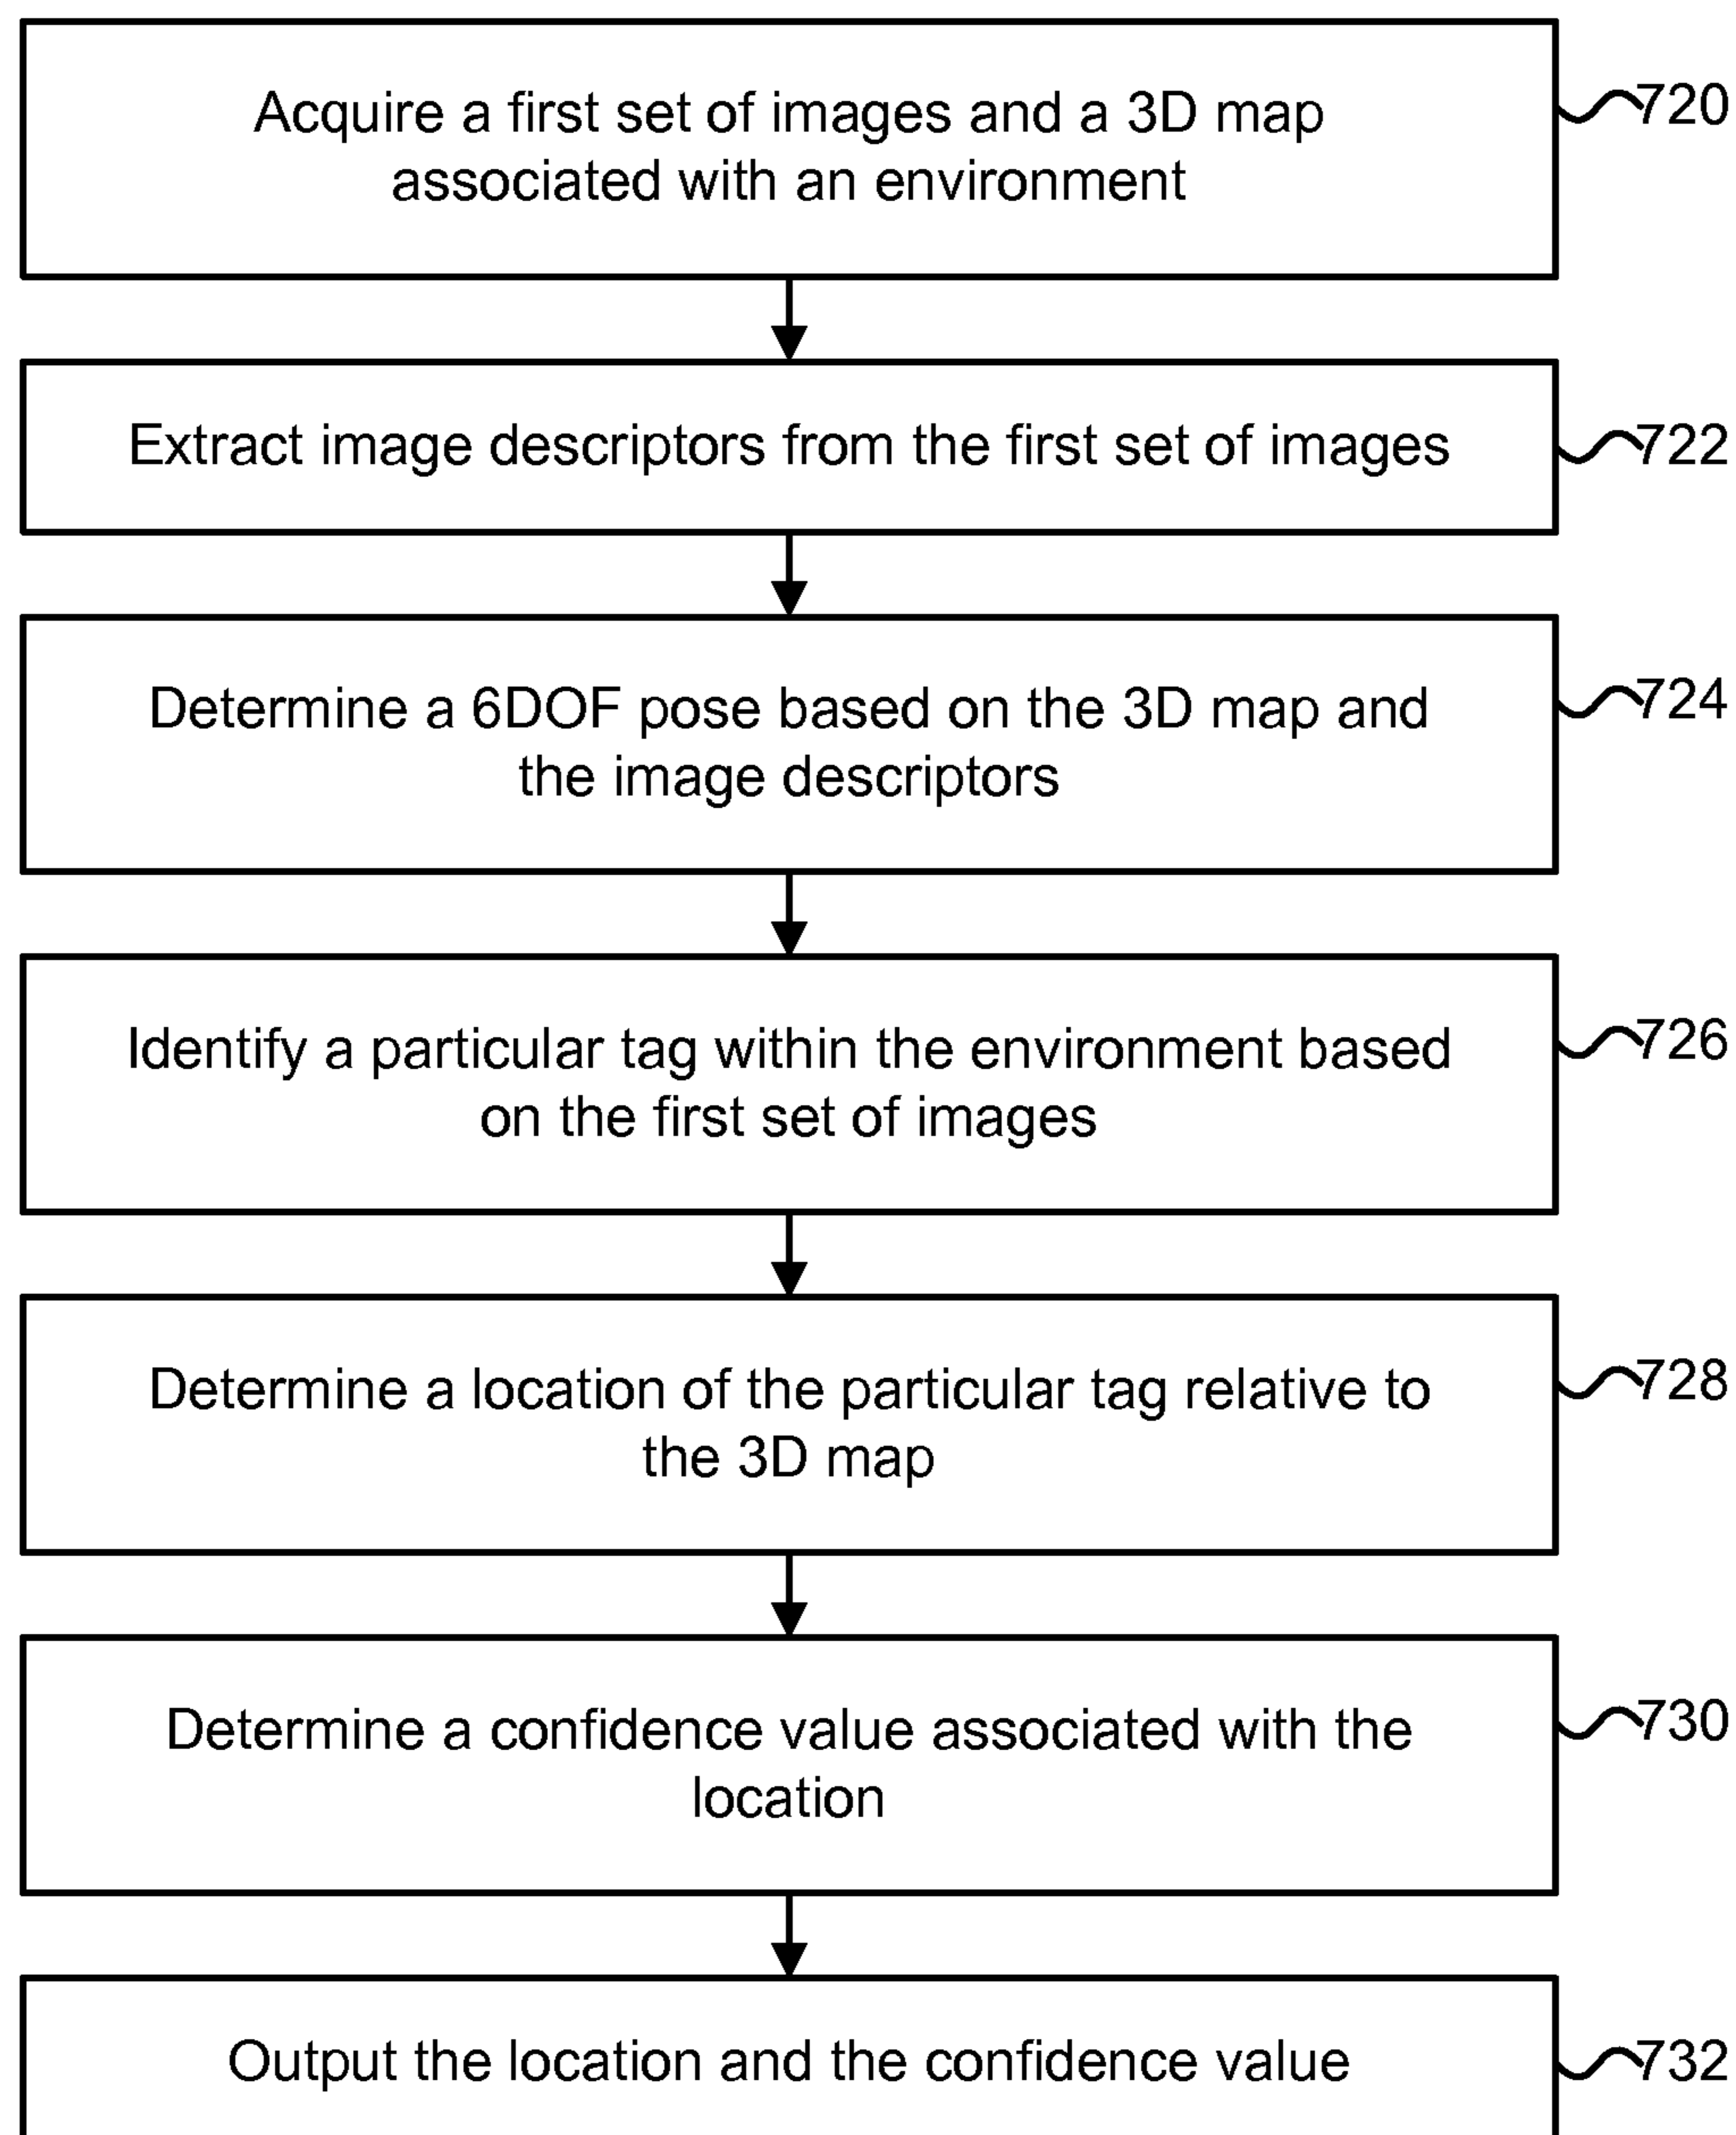 Acquire a first set of images and a 3D map
associated with an environment
720
Extract image descriptors from the first set of images
722
Determine a 6DOF pose based on the 3D map and
the image descriptors
724
Identify a particular tag within the environment based
on the first set of images
726
Determine a location of the particular tag relative to
the 3D map
728
Determine a confidence value associated with the
location
730
Output the location and the confidence value
732